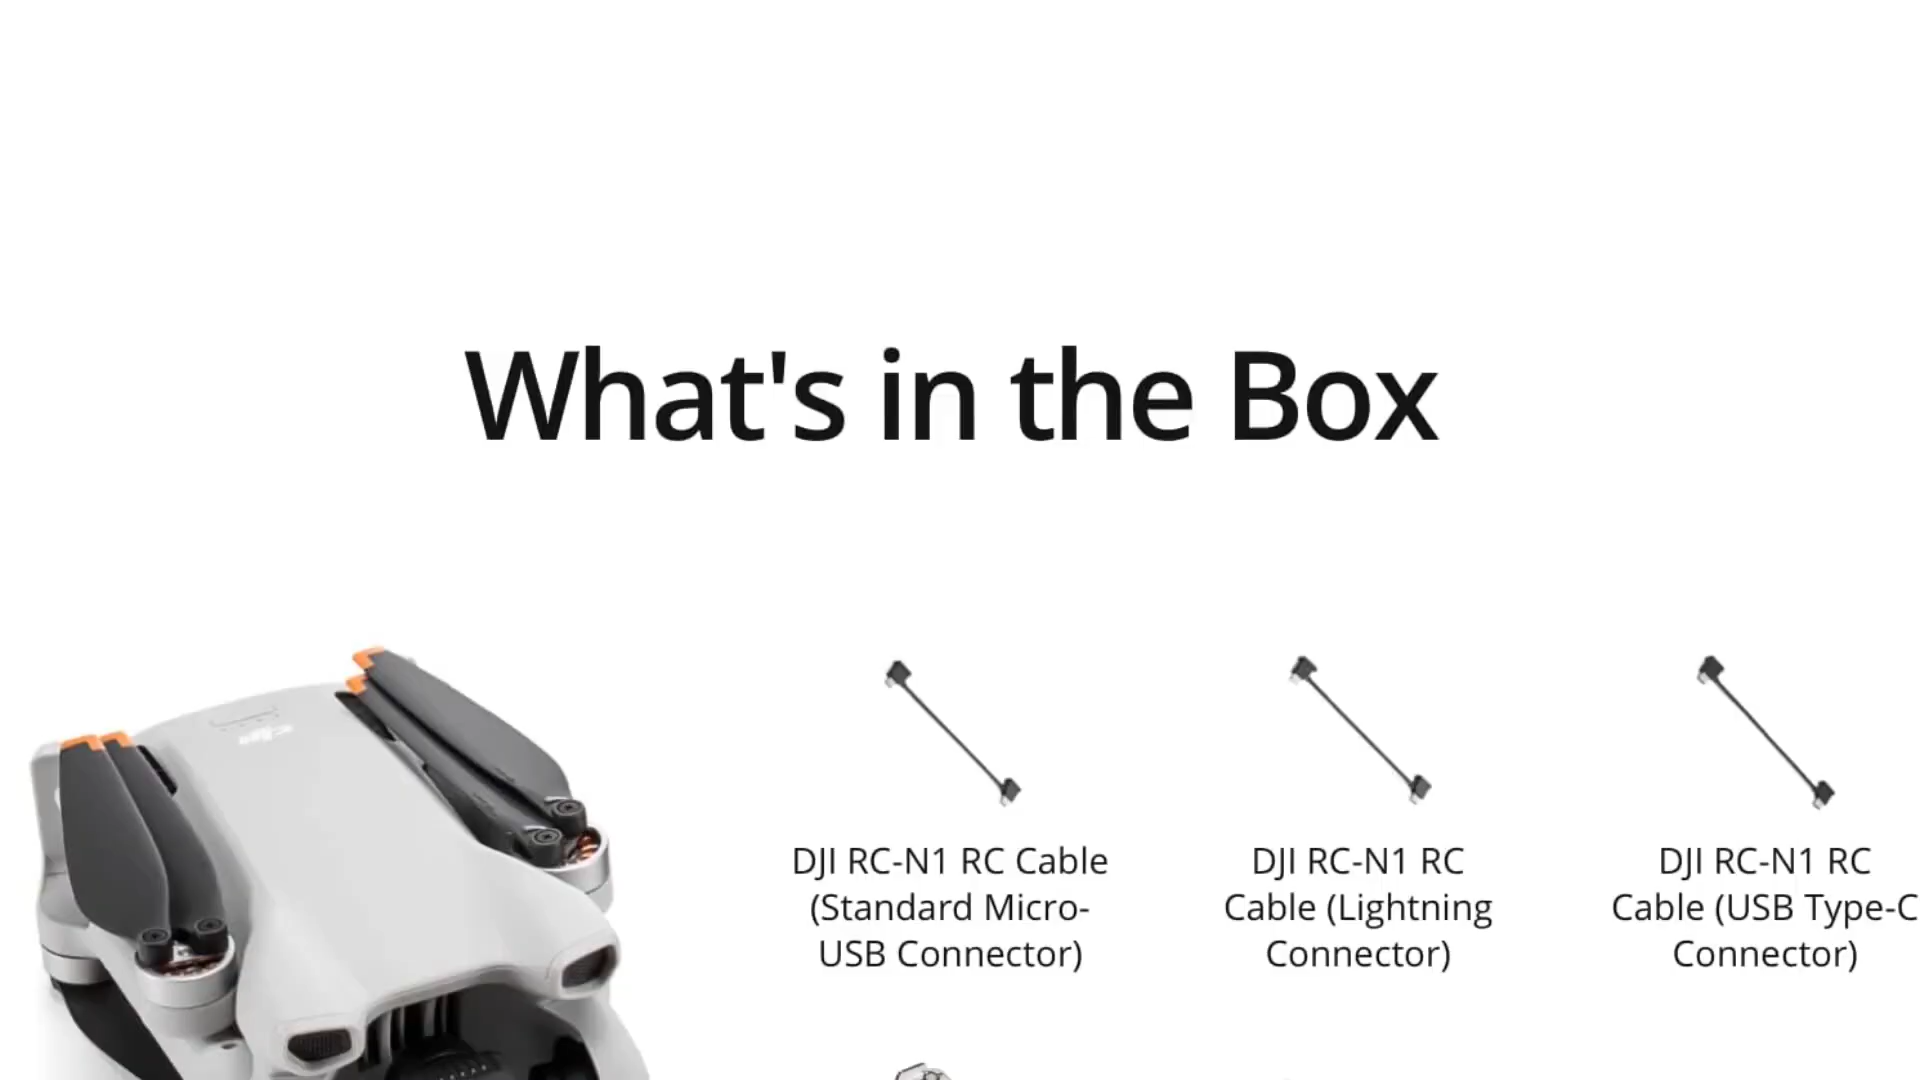 What's in the Box
DJI RC-N1 RC Cable
(Standard Micro-
USB Connector)
DJI RC-N1 RC
Cable (Lightning
Connector)
DJI RC-N1 RC
Cable (USB Type-C
Connector)
dji